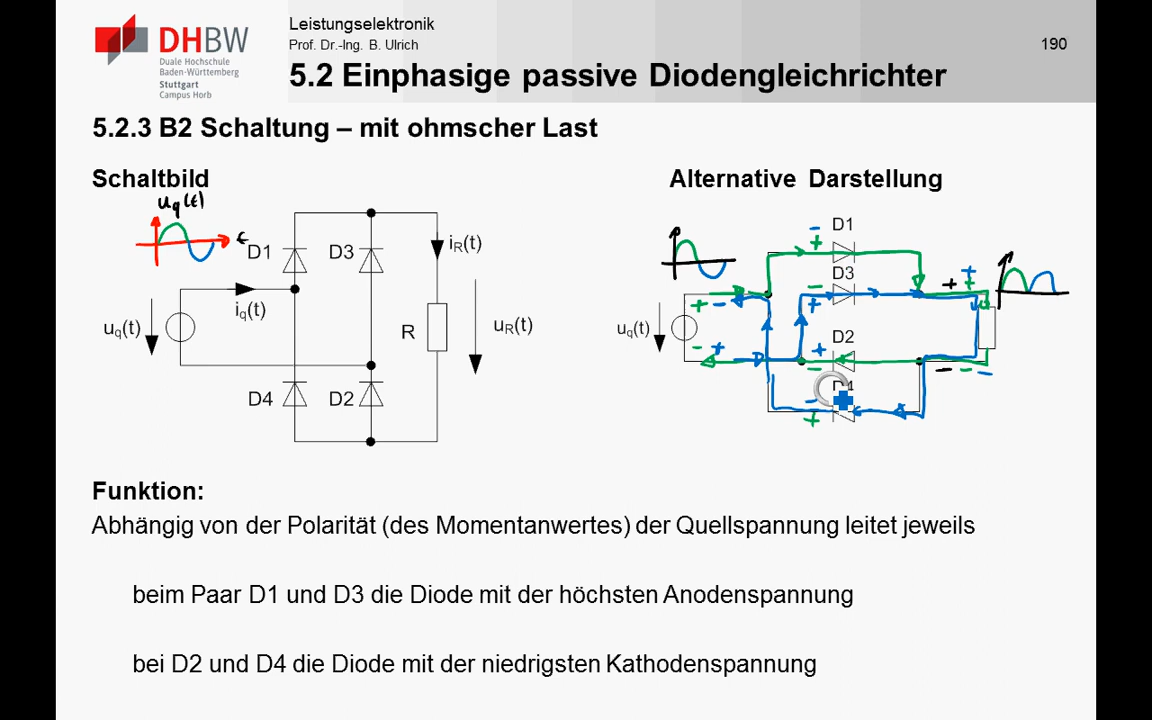 DHBW
Duale Hochschule
Baden-Württemberg
Stuttgart
Campus Horb
Leistungselektronik
Prof. Dr.-Ing. B. Ulrich
190
5.2 Einphasige passive Diodengleichrichter
5.2.3 B2 Schaltung – mit ohmscher Last
Schaltbild
Alternative Darstellung
uq(t)
t
D1
D3
iR(t)
iq(t)
uq(t)
R
uR(t)
D4
D2
D1
+
-
D3
-
+
+
-
-
+
uq(t)
+
+
+
-
-
-
D2
+
-
-
+
Funktion:
Abhängig von der Polarität (des Momentanwertes) der Quellspannung leitet jeweils
beim Paar D1 und D3 die Diode mit der höchsten Anodenspannung
bei D2 und D4 die Diode mit der niedrigsten Kathodenspannung